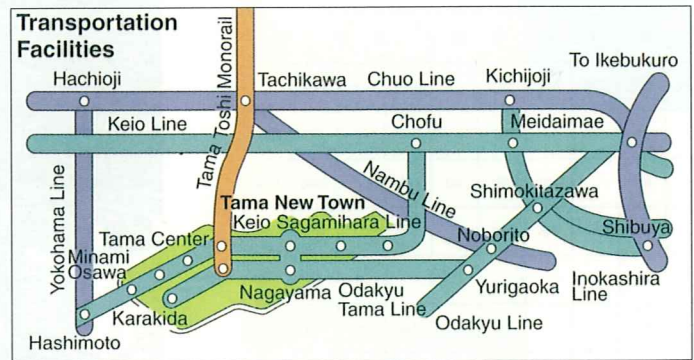 Transportation
Facilities
To Ikebukuro
Hachioji
Tama Toshi Monorail
Tachikawa
Chuo Line
Kichijoji
Keio Line
Chofu
Meidaimae
Yokohama Line
Nambu Line
Tama New Town
Shimokitazawa
Keio Sagamihara Line
Tama Center
Noborito
Shibuya
Minami
Osawa
Nagayama
Odakyu
Tama Line
Yurigaoka
Inokashira
Line
Karakida
Odakyu Line
Hashimoto